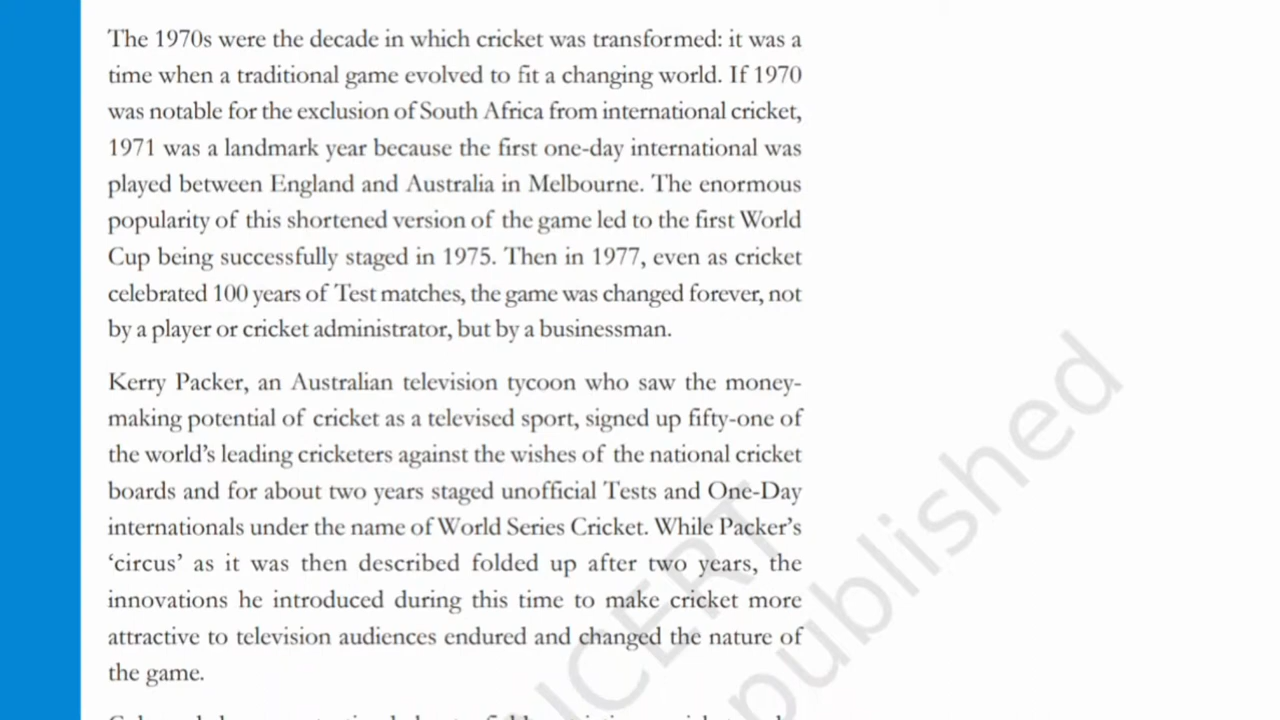 The 1970s were the decade in which cricket was transformed: it was a
time when a traditional game evolved to fit a changing world. If 1970
was notable for the exclusion of South Africa from international cricket,
1971 was a landmark year because the first one-day international was
played between England and Australia in Melbourne. The enormous
popularity of this shortened version of the game led to the first World
Cup being successfully staged in 1975. Then in 1977, even as cricket
celebrated 100 years of Test matches, the game was changed forever, not
by a player or cricket administrator, but by a businessman.
Kerry Packer, an Australian television tycoon who saw the money-
making potential of cricket as a televised sport, signed up fifty-one of
the world's leading cricketers against the wishes of the national cricket
boards and for about two years staged unofficial Tests and One-Day
internationals under the name of World Series Cricket. While Packer's
‘circus’ as it was then described folded up after two years, the
innovations he introduced during this time to make cricket more
attractive to television audiences endured and changed the nature of
the game.
NCERT
published